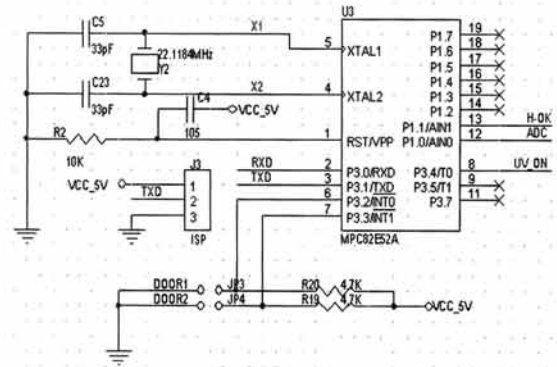 U3
C5
33pF
X1
22.1184MHz
Y2
X2
C23
33pF
C4
105
VCC_5V
R2
10K
5
XTAL1
4
XTAL2
1
RST/VPP
RXD
2
P3.0/RXD
TXD
3
P3.1/TXD
6
P3.2/INT0
7
P3.3/INT1
MPC82E52A
P1.7
19
P1.6
18
P1.5
17
P1.4
16
P1.3
15
P1.2
14
P1.1/AIN1
13
H-OK
P1.0/AIN0
12
ADC
P3.4/T0
8
UV_ON
P3.5/T1
9
P3.7
11
J3
VCC_5V
1
TXD
2
3
ISP
DOOR1
JP3
R20
4.7K
DOOR2
JP4
R19
4.7K
VCC_5V